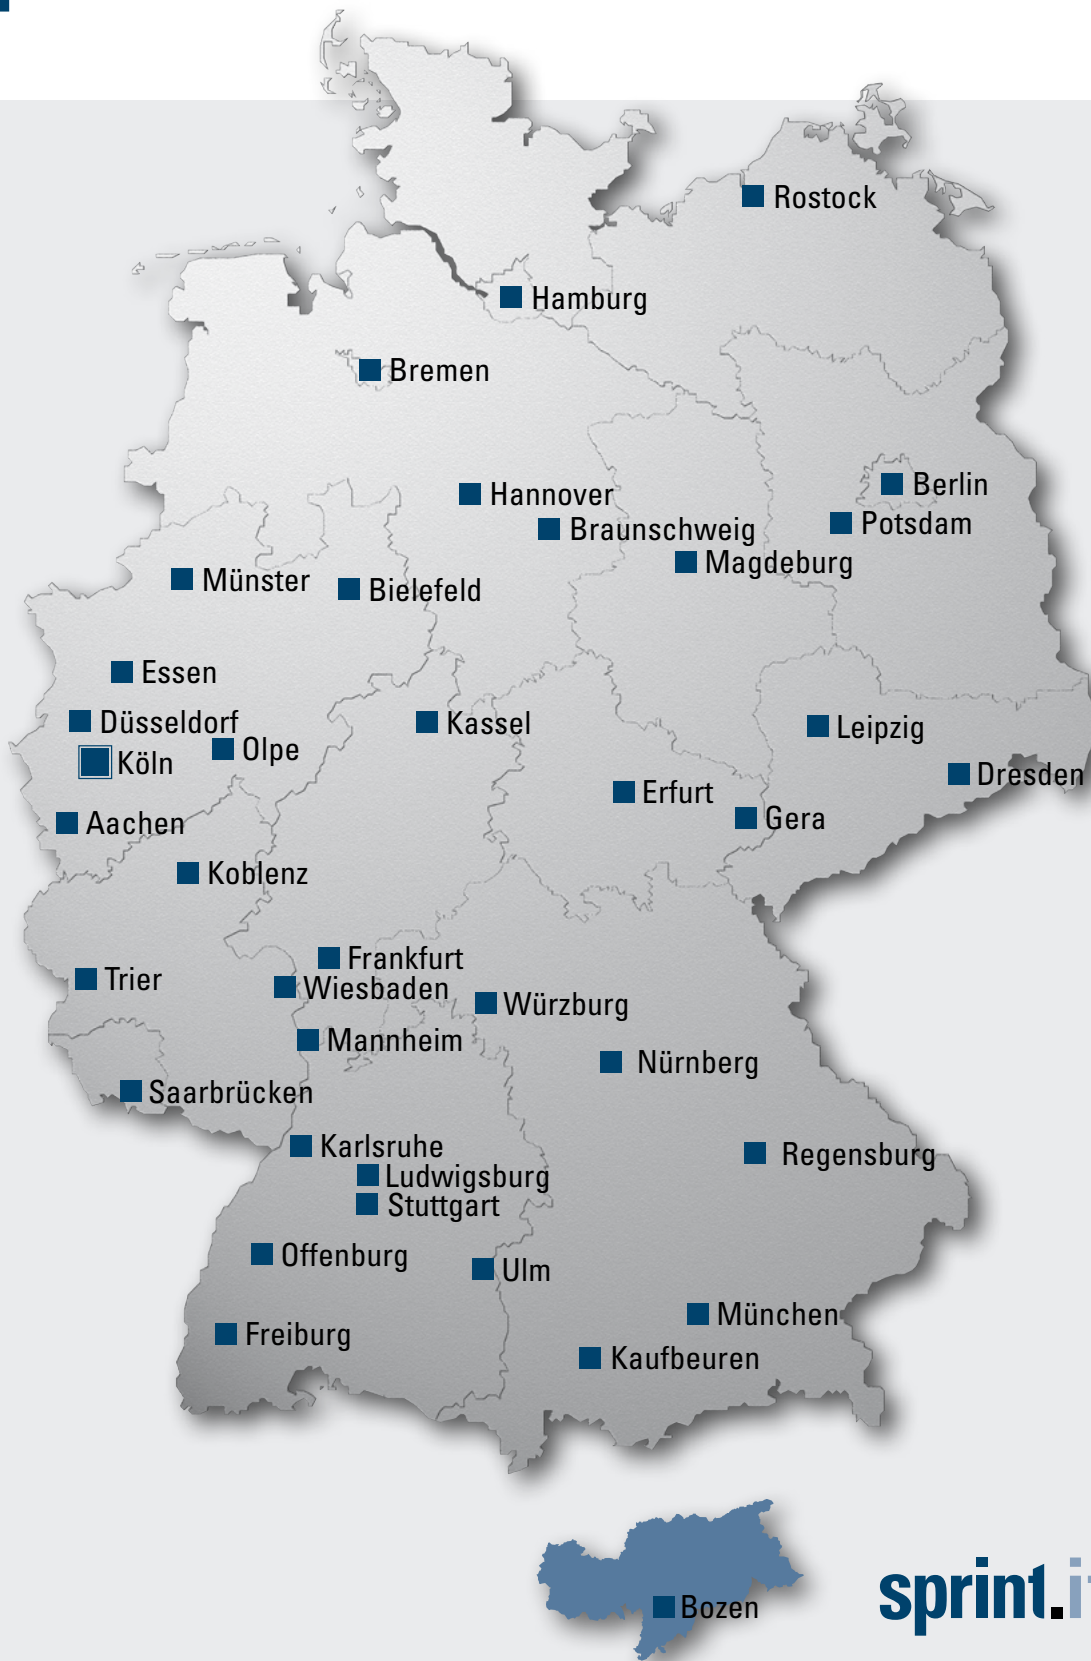 Rostock
Hamburg
Bremen
Berlin
Hannover
Potsdam
Braunschweig
Magdeburg
Münster
Bielefeld
Essen
Düsseldorf
Kassel
Leipzig
Olpe
Köln
Dresden
Erfurt
Gera
Aachen
Koblenz
Frankfurt
Trier
Wiesbaden
Würzburg
Mannheim
Nürnberg
Saarbrücken
Karlsruhe
Regensburg
Ludwigsburg
Stuttgart
Offenburg
Ulm
München
Freiburg
Kaufbeuren
Bozen
sprint.it